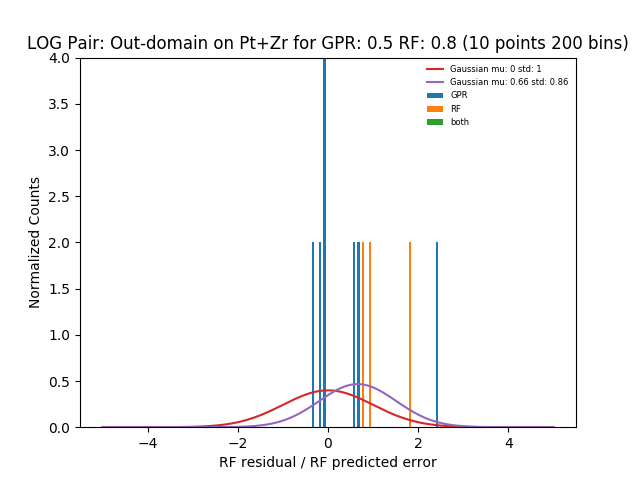 LOG Pair: Out-domain on Pt+Zr for GPR: 0.5 RF: 0.8 (10 points 200 bins)
Gaussian mu: 0 std: 1
Gaussian mu: 0.66 std: 0.86
GPR
RF
both
Normalized Counts
4.0
3.5
3.0
2.5
2.0
1.5
1.0
0.5
0.0
−4 −2 0 2 4
RF residual / RF predicted error